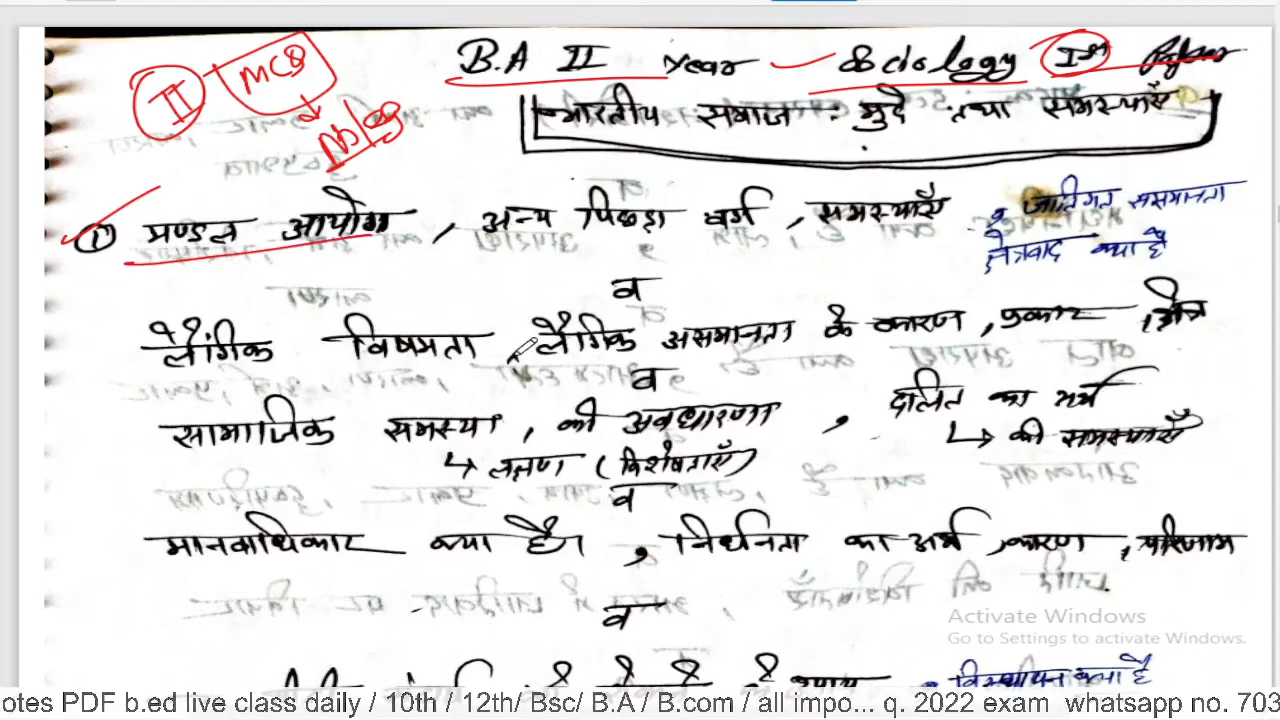 B.A II Year Sociology Ist
II MCQ
भारतीय समाज : मुद्दे तथा समस्याएँ
① मण्डल आयोग, अन्य पिछड़ा वर्ग, समस्याएँ, जातिगत असमानता
क्षेत्रवाद क्या है
व
लैंगिक विषमता, लैंगिक असमानता के कारण, प्रकार, क्षेत्र
व
सामाजिक समस्या, की अवधारणा, दलित का अर्थ
↳ लक्षण (विशेषताएँ) ↳ की समस्याएँ
व
मानवाधिकार क्या है।, निर्धनता का अर्थ, कारण, परिणाम
व
विस्थापन क्या है
Activate Windows
Go to Settings to activate Windows.
otes PDF b.ed live class daily / 10th / 12th/ Bsc/ B.A / B.com / all impo... q. 2022 exam whatsapp no. 703